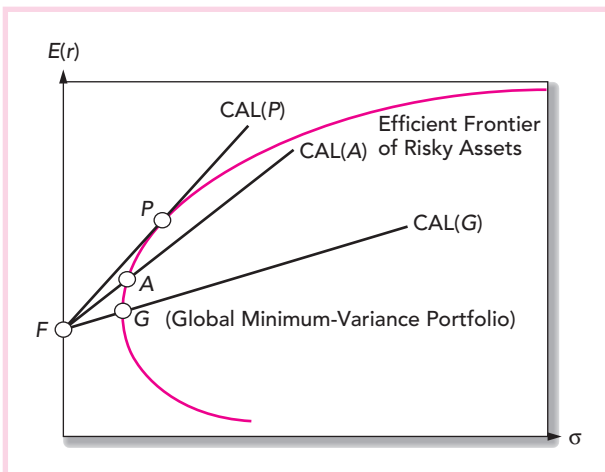 E(r)
CAL(P)
Efficient Frontier
of Risky Assets
CAL(A)
P
CAL(G)
A
G (Global Minimum-Variance Portfolio)
F
σ